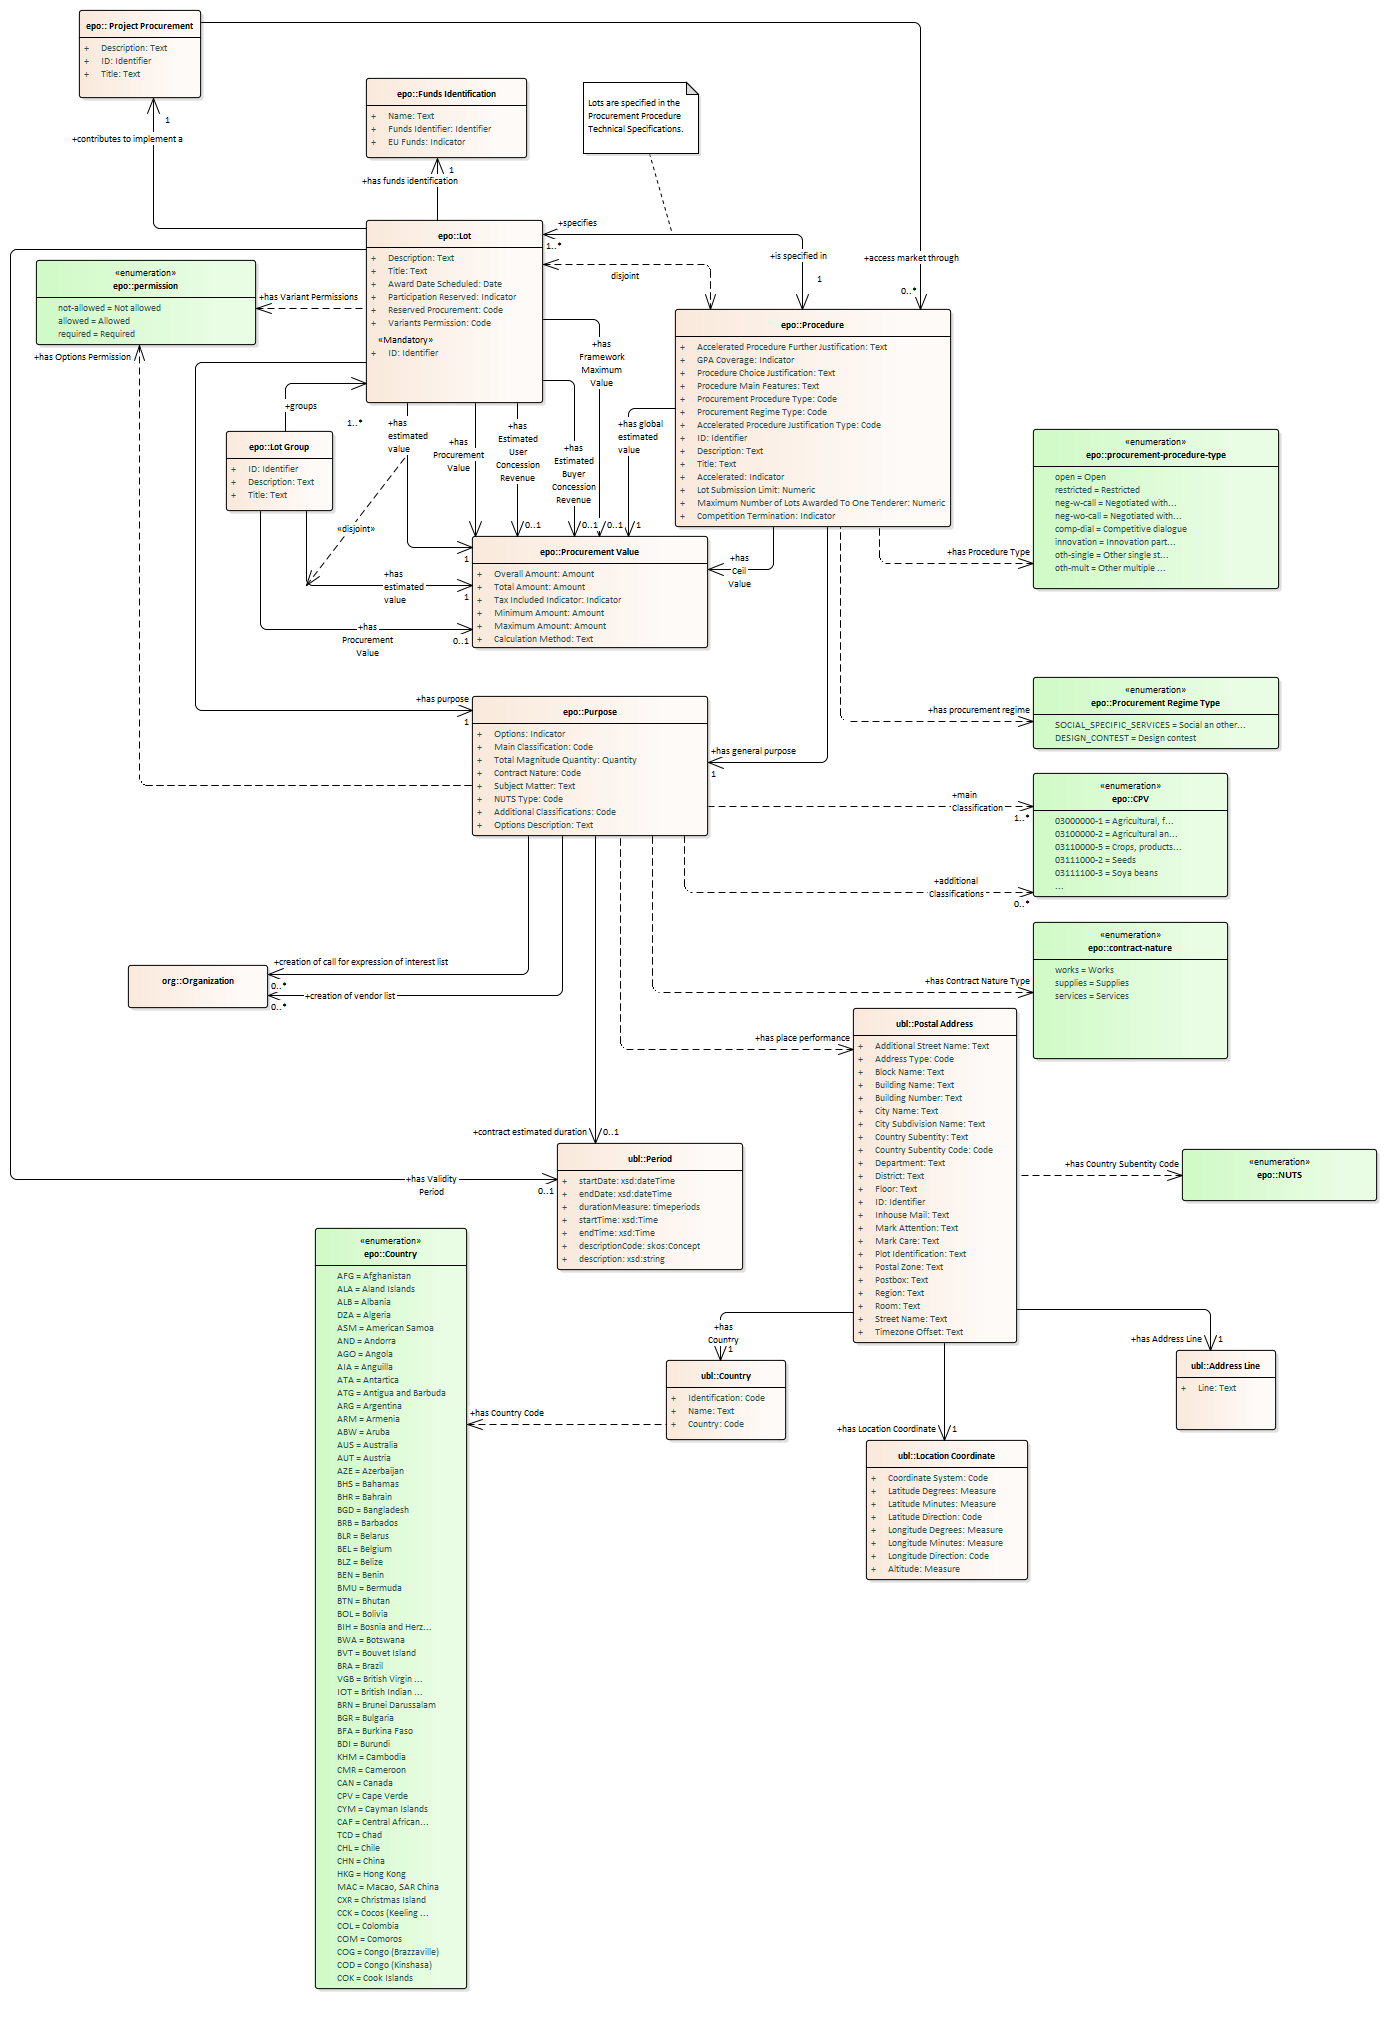 epo:: Project Procurement
+ Description: Text
+ ID: Identifier
+ Title: Text
1
+contributes to implement a
epo::Funds Identification
+ Name: Text
+ Funds Identifier: Identifier
+ EU Funds: Indicator
1
+has funds identification
Lots are specified in the
Procurement Procedure
Technical Specifications.
epo::Lot
+ Description: Text
+ Title: Text
+ Award Date Scheduled: Date
+ Participation Reserved: Indicator
+ Reserved Procurement: Code
+ Variants Permission: Code
«Mandatory»
+ ID: Identifier
+specifies
1..*
+is specified in
1
disjoint
+access market through
0..*
«enumeration»
epo::permission
not-allowed = Not allowed
allowed = Allowed
required = Required
+has Variant Permissions
+has Options Permission
epo::Procedure
+ Accelerated Procedure Further Justification: Text
+ GPA Coverage: Indicator
+ Procedure Choice Justification: Text
+ Procedure Main Features: Text
+ Procurement Procedure Type: Code
+ Procurement Regime Type: Code
+ Accelerated Procedure Justification Type: Code
+ ID: Identifier
+ Description: Text
+ Title: Text
+ Accelerated: Indicator
+ Lot Submission Limit: Numeric
+ Maximum Number of Lots Awarded To One Tenderer: Numeric
+ Competition Termination: Indicator
+groups
1..*
epo::Lot Group
+ ID: Identifier
+ Description: Text
+ Title: Text
+has
estimated
value
+has
Procurement
Value
+has
Estimated
User
Concession
Revenue
0..1
+has
Estimated
Buyer
Concession
Revenue
0..1
+has
Framework
Maximum
Value
0..1
+has global
estimated
value
1
«disjoint»
1
+has
estimated
value
1
+has
Procurement
Value
0..1
epo::Procurement Value
+ Overall Amount: Amount
+ Total Amount: Amount
+ Tax Included Indicator: Indicator
+ Minimum Amount: Amount
+ Maximum Amount: Amount
+ Calculation Method: Text
+has
Ceil
Value
+has Procedure Type
«enumeration»
epo::procurement-procedure-type
open = Open
restricted = Restricted
neg-w-call = Negotiated with...
neg-wo-call = Negotiated with...
comp-dial = Competitive dialogue
innovation = Innovation part...
oth-single = Other single st...
oth-mult = Other multiple ...
+has procurement regime
«enumeration»
epo::Procurement Regime Type
SOCIAL_SPECIFIC_SERVICES = Social an other...
DESIGN_CONTEST = Design contest
+has purpose
1
epo::Purpose
+ Options: Indicator
+ Main Classification: Code
+ Total Magnitude Quantity: Quantity
+ Contract Nature: Code
+ Subject Matter: Text
+ NUTS Type: Code
+ Additional Classifications: Code
+ Options Description: Text
+has general purpose
1
+main
Classification
1..*
+additional
Classifications
0..*
«enumeration»
epo::CPV
03000000-1 = Agricultural, f...
03100000-2 = Agricultural an...
03110000-5 = Crops, products...
03111000-2 = Seeds
03111100-3 = Soya beans
...
«enumeration»
epo::contract-nature
works = Works
supplies = Supplies
services = Services
+has Contract Nature Type
org::Organization
+creation of call for expression of interest list
0..*
+creation of vendor list
0..*
+has place performance
ubl::Postal Address
+ Additional Street Name: Text
+ Address Type: Code
+ Block Name: Text
+ Building Name: Text
+ Building Number: Text
+ City Name: Text
+ City Subdivision Name: Text
+ Country Subentity: Text
+ Country Subentity Code: Code
+ Department: Text
+ District: Text
+ Floor: Text
+ ID: Identifier
+ Inhouse Mail: Text
+ Mark Attention: Text
+ Mark Care: Text
+ Plot Identification: Text
+ Postal Zone: Text
+ Postbox: Text
+ Region: Text
+ Room: Text
+ Street Name: Text
+ Timezone Offset: Text
+contract estimated duration
0..1
+has Validity
Period
0..1
ubl::Period
+ startDate: xsd:dateTime
+ endDate: xsd:dateTime
+ durationMeasure: timeperiods
+ startTime: xsd:Time
+ endTime: xsd:Time
+ descriptionCode: skos:Concept
+ description: xsd:string
+has Country Subentity Code
«enumeration»
epo::NUTS
+has
Country
1
ubl::Country
+ Identification: Code
+ Name: Text
+ Country: Code
+has Country Code
+has Address Line
1
ubl::Address Line
+ Line: Text
+has Location Coordinate
1
ubl::Location Coordinate
+ Coordinate System: Code
+ Latitude Degrees: Measure
+ Latitude Minutes: Measure
+ Latitude Direction: Code
+ Longitude Degrees: Measure
+ Longitude Minutes: Measure
+ Longitude Direction: Code
+ Altitude: Measure
«enumeration»
epo::Country
AFG = Afghanistan
ALA = Aland Islands
ALB = Albania
DZA = Algeria
ASM = American Samoa
AND = Andorra
AGO = Angola
AIA = Anguilla
ATA = Antartica
ATG = Antigua and Barbuda
ARG = Argentina
ARM = Armenia
ABW = Aruba
AUS = Australia
AUT = Austria
AZE = Azerbaijan
BHS = Bahamas
BHR = Bahrain
BGD = Bangladesh
BRB = Barbados
BLR = Belarus
BEL = Belgium
BLZ = Belize
BEN = Benin
BMU = Bermuda
BTN = Bhutan
BOL = Bolivia
BIH = Bosnia and Herz...
BWA = Botswana
BVT = Bouvet Island
BRA = Brazil
VGB = British Virgin ...
IOT = British Indian ...
BRN = Brunei Darussalam
BGR = Bulgaria
BFA = Burkina Faso
BDI = Burundi
KHM = Cambodia
CMR = Cameroon
CAN = Canada
CPV = Cape Verde
CYM = Cayman Islands
CAF = Central African...
TCD = Chad
CHL = Chile
CHN = China
HKG = Hong Kong
MAC = Macao, SAR China
CXR = Christmas Island
CCK = Cocos (Keeling ...
COL = Colombia
COM = Comoros
COG = Congo (Brazzaville)
COD = Congo (Kinshasa)
COK = Cook Islands